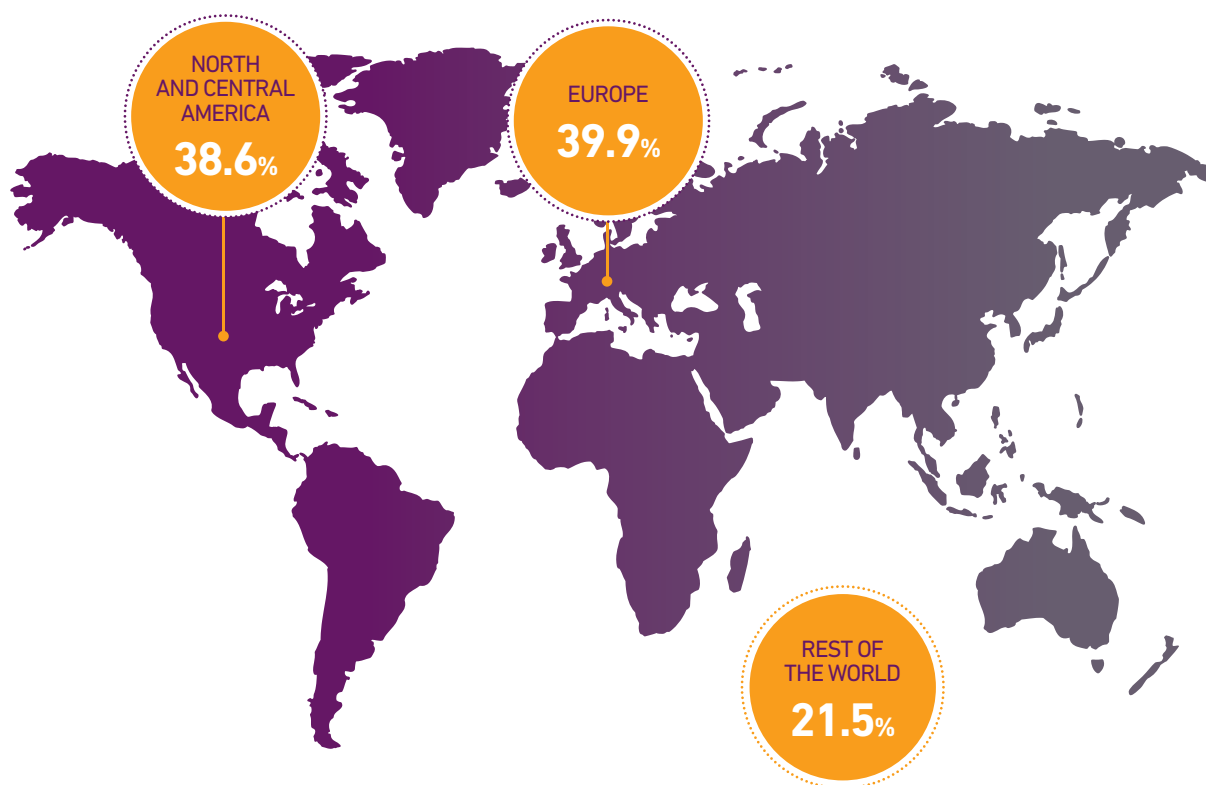 NORTH
AND CENTRAL
AMERICA
38.6%
EUROPE
39.9%
REST OF
THE WORLD
21.5%